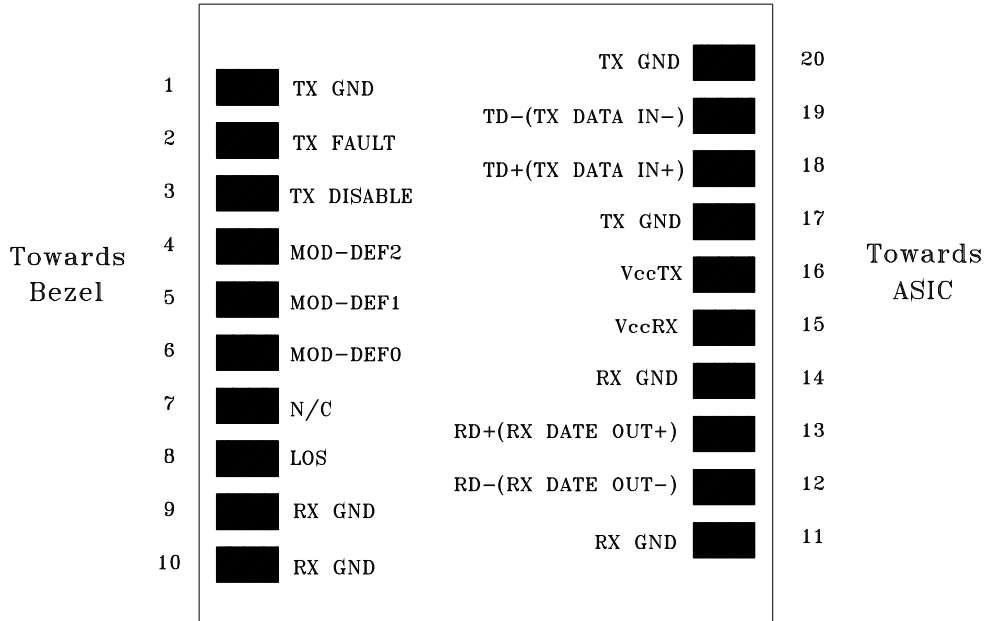 Towards
Bezel
1 TX GND
2 TX FAULT
3 TX DISABLE
4 MOD-DEF2
5 MOD-DEF1
6 MOD-DEF0
7 N/C
8 LOS
9 RX GND
10 RX GND
TX GND 20
TD-(TX DATA IN-) 19
TD+(TX DATA IN+) 18
TX GND 17
VccTX 16
VccRX 15
RX GND 14
RD+(RX DATE OUT+) 13
RD-(RX DATE OUT-) 12
RX GND 11
Towards
ASIC